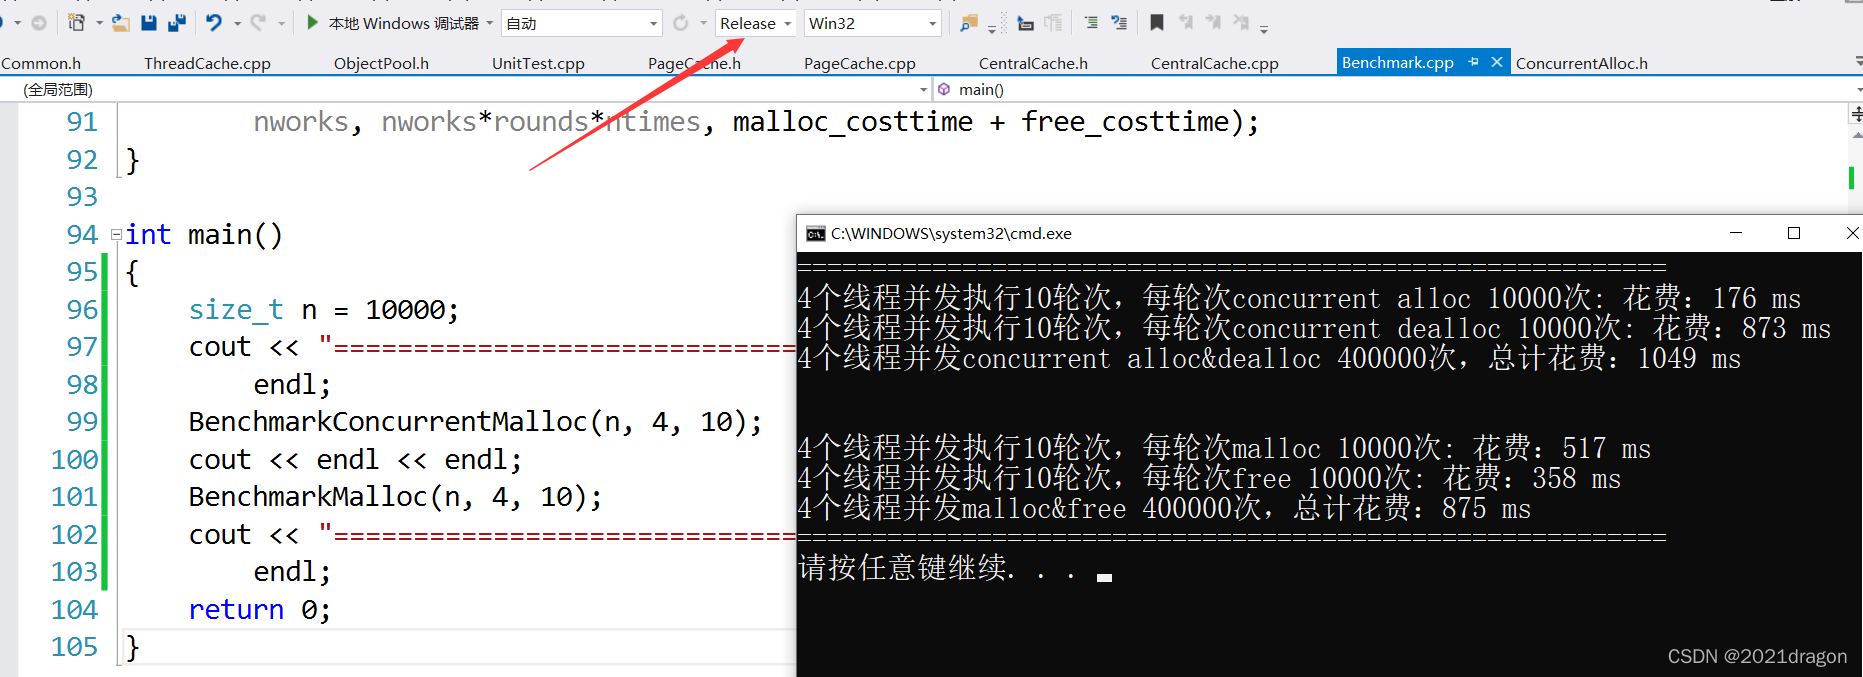 本地 Windows 调试器 自动 Release Win32
Common.h ThreadCache.cpp ObjectPool.h UnitTest.cpp PageCache.h PageCache.cpp CentralCache.h CentralCache.cpp Benchmark.cpp ConcurrentAlloc.h
(全局范围) main()
91 nworks, nworks*rounds*ntimes, malloc_costtime + free_costtime);
92 }
93
94 int main()
95 {
96 size_t n = 10000;
97 cout << "=============================
98 endl;
99 BenchmarkConcurrentMalloc(n, 4, 10);
100 cout << endl << endl;
101 BenchmarkMalloc(n, 4, 10);
102 cout << "=============================
103 endl;
104 return 0;
105 }
C:\WINDOWS\system32\cmd.exe
==========================================================
4个线程并发执行10轮次，每轮次concurrent alloc 10000次: 花费：176 ms
4个线程并发执行10轮次，每轮次concurrent dealloc 10000次: 花费：873 ms
4个线程并发concurrent alloc&dealloc 400000次，总计花费：1049 ms
4个线程并发执行10轮次，每轮次malloc 10000次: 花费：517 ms
4个线程并发执行10轮次，每轮次free 10000次: 花费：358 ms
4个线程并发malloc&free 400000次，总计花费：875 ms
==========================================================
请按任意键继续. . .
CSDN @2021dragon